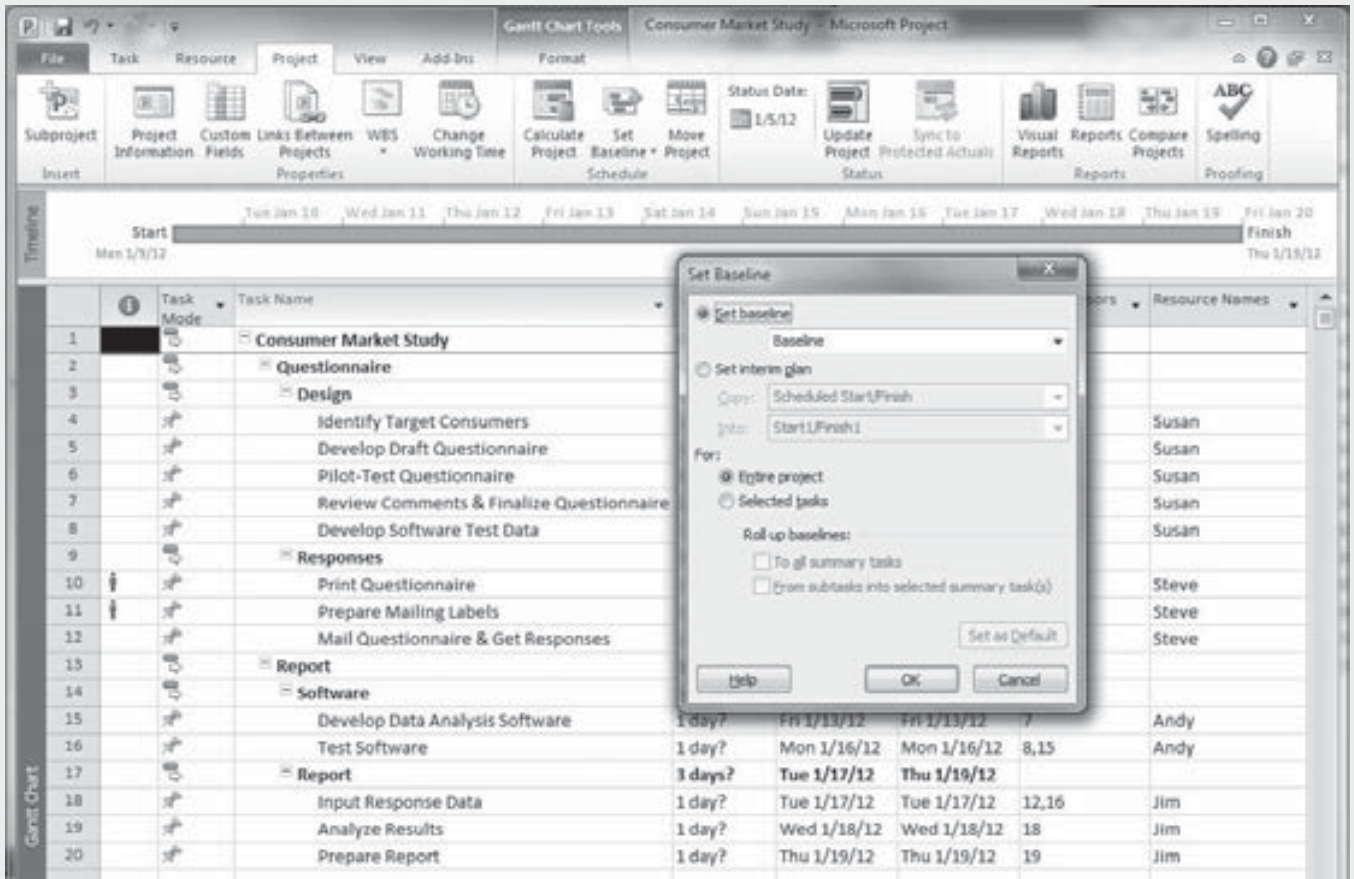 Gantt Chart Tools Consumer Market Study - Microsoft Project
File Task Resource Project View Add-Ins Format
Subproject
Project Information
Custom Fields
Links Between Projects
WBS
Change Working Time
Calculate Project
Set Baseline
Move Project
Status Date:
1/5/12
Update Project
Sync to Protected Actuals
Visual Reports
Reports
Compare Projects
ABC
Spelling
Insert Properties Schedule Status Reports Proofing
Timeline
Tue Jan 10 Wed Jan 11 Thu Jan 12 Fri Jan 13 Sat Jan 14 Sun Jan 15 Mon Jan 16 Tue Jan 17 Wed Jan 18 Thu Jan 19 Fri Jan 20
Start
Mon 1/9/12
Finish
Thu 1/19/12
Gantt Chart
Task Mode Task Name Resource Names
1 Consumer Market Study
2 Questionnaire
3 Design
4 Identify Target Consumers Susan
5 Develop Draft Questionnaire Susan
6 Pilot-Test Questionnaire Susan
7 Review Comments & Finalize Questionnaire Susan
8 Develop Software Test Data Susan
9 Responses
10 Print Questionnaire Steve
11 Prepare Mailing Labels Steve
12 Mail Questionnaire & Get Responses Steve
13 Report
14 Software
15 Develop Data Analysis Software 1 day? Fri 1/13/12 Fri 1/13/12 7 Andy
16 Test Software 1 day? Mon 1/16/12 Mon 1/16/12 8,15 Andy
17 Report 3 days? Tue 1/17/12 Thu 1/19/12
18 Input Response Data 1 day? Tue 1/17/12 Tue 1/17/12 12,16 Jim
19 Analyze Results 1 day? Wed 1/18/12 Wed 1/18/12 18 Jim
20 Prepare Report 1 day? Thu 1/19/12 Thu 1/19/12 19 Jim
Set Baseline
Set baseline
Baseline
Set interim plan
Copy: Scheduled Start/Finish
Into: Start1/Finish1
For:
Entire project
Selected tasks
Roll up baselines:
To all summary tasks
From subtasks into selected summary task(s)
Set as Default
Help OK Cancel